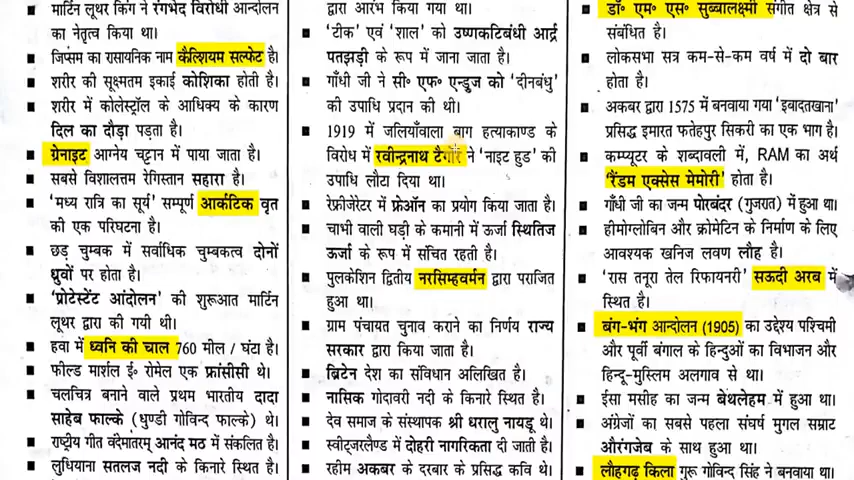 मार्टिन लूथर किंग ने रंगभेद विरोधी आन्दोलन
का नेतृत्व किया था।
जिप्सम का रासायनिक नाम कैल्शियम सल्फेट है।
शरीर की सूक्ष्मतम इकाई कोशिका होती है।
शरीर में कोलेस्ट्रॉल के आधिक्य के कारण
दिल का दौड़ा पड़ता है।
ग्रेनाइट आग्नेय चट्टान में पाया जाता है।
सबसे विशालतम रेगिस्तान सहारा है।
'मध्य रात्रि का सूर्य' सम्पूर्ण आर्कटिक वृत
की एक परिघटना है।
छड़ चुम्बक में सर्वाधिक चुम्बकत्व दोनों
ध्रुवों पर होता है।
'प्रोटेस्टेंट आंदोलन' की शुरूआत मार्टिन
लूथर द्वारा की गयी थी।
हवा में ध्वनि की चाल 760 मील / घंटा है।
फील्ड मार्शल ई० रोमेल एक फ्रांसीसी थे।
चलचित्र बनाने वाले प्रथम भारतीय दादा
साहेब फाल्के (धुण्डी गोविन्द फाल्के) थे।
राष्ट्रीय गीत वंदेमातरम् आनंद मठ में संकलित है।
लुधियाना सतलज नदी के किनारे स्थित है।
द्वारा आरंभ किया गया था।
'टीक' एवं 'शाल' को उष्णकटिबंधी आर्द्र
पतझड़ी के रूप में जाना जाता है।
गाँधी जी ने सी० एफ० एन्ड्रुज को 'दीनबंधु'
की उपाधि प्रदान की थी।
1919 में जलियाँवाला बाग हत्याकाण्ड के
विरोध में रवीन्द्रनाथ टैगोर ने 'नाइट हुड' की
उपाधि लौटा दिया था।
रेफ्रीजेरेटर में फ्रेऑन का प्रयोग किया जाता है।
चाभी वाली घड़ी के कमानी में ऊर्जा स्थितिज
ऊर्जा के रूप में संचित रहती है।
पुलकेशिन द्वितीय नरसिम्हवर्मन द्वारा पराजित
हुआ था।
ग्राम पंचायत चुनाव कराने का निर्णय राज्य
सरकार द्वारा किया जाता है।
ब्रिटेन देश का संविधान अलिखित है।
नासिक गोदावरी नदी के किनारे स्थित है।
देव समाज के संस्थापक श्री धरालु नायडू थे।
स्वीट्जरलैण्ड में दोहरी नागरिकता दी जाती है।
रहीम अकबर के दरबार के प्रसिद्ध कवि थे।
डॉ० एम० एस० सुब्बालक्ष्मी संगीत क्षेत्र से
संबंधित है।
लोकसभा सत्र कम-से-कम वर्ष में दो बार
होता है।
अकबर द्वारा 1575 में बनवाया गया 'इबादतखाना'
प्रसिद्ध इमारत फतेहपुर सिकरी का एक भाग है।
कम्प्यूटर के शब्दावली में, RAM का अर्थ
'रैंडम एक्सेस मेमोरी' होता है।
गाँधी जी का जन्म पोरबंदर (गुजरात) में हुआ था।
हीमोग्लोबिन और क्रोमेटिन के निर्माण के लिए
आवश्यक खनिज लवण लौह है।
'रास तनूरा तेल रिफायनरी' सऊदी अरब में
स्थित है।
बंग-भंग आन्दोलन (1905) का उद्देश्य पश्चिमी
और पूर्वी बंगाल के हिन्दुओं का विभाजन और
हिन्दू-मुस्लिम अलगाव से था।
ईसा मसीह का जन्म बेथलेहम में हुआ था।
अंग्रेजों का सबसे पहला संघर्ष मुगल सम्राट
औरंगजेब के साथ हुआ था।
लौहगढ़ किला गुरू गोविन्द सिंह ने बनवाया था।